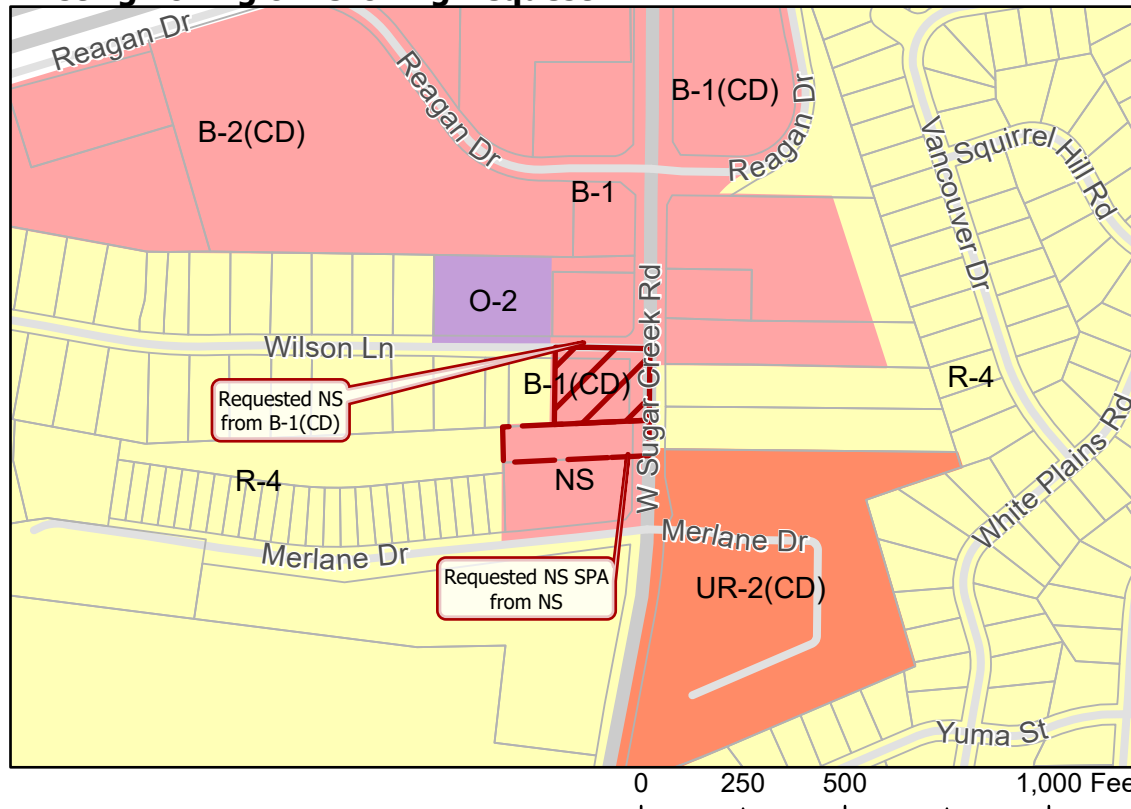 Reagan Dr
Reagan Dr
B-2(CD)
B-1(CD)
Reagan Dr
B-1
Vancouver Dr
Squirrel Hill Rd
O-2
W Sugar Creek Rd
Wilson Ln
B-1(CD)
R-4
Requested NS
from B-1(CD)
R-4
NS
White Plains Rd
Merlane Dr
Merlane Dr
Requested NS SPA
from NS
UR-2(CD)
Yuma St
0 250 500 1,000 Fee